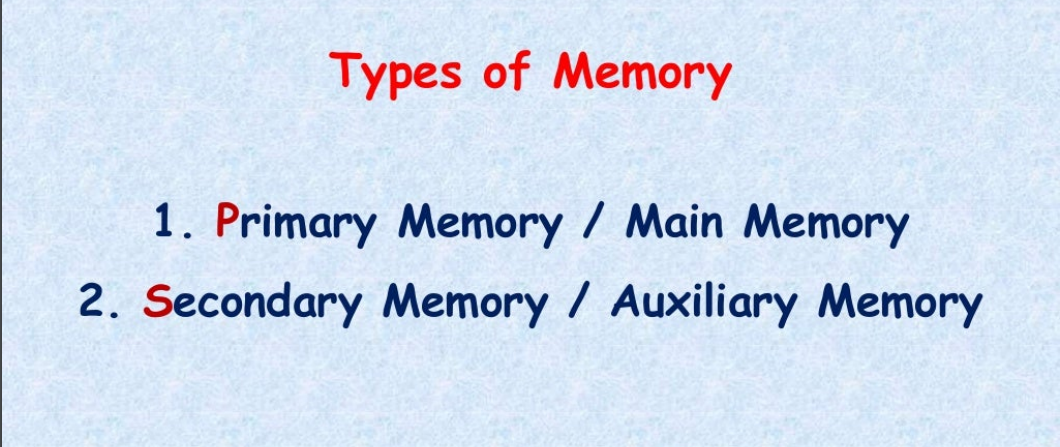 Types of Memory
1. Primary Memory / Main Memory
2. Secondary Memory / Auxiliary Memory